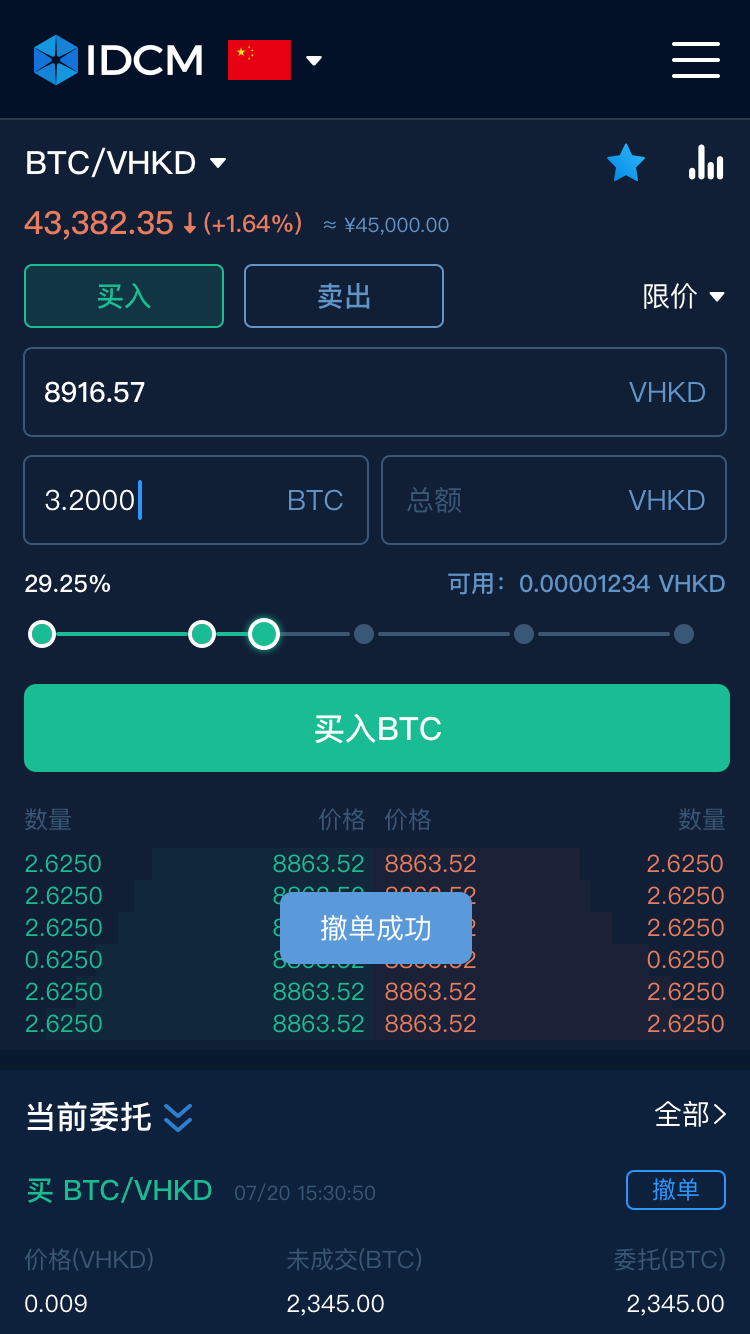 IDCM
BTC/VHKD
43,382.35 ↓ (+1.64%) ≈ ¥45,000.00
买入 卖出 限价
8916.57 VHKD
3.2000 BTC 总额 VHKD
29.25% 可用：0.00001234 VHKD
买入BTC
数量 价格 价格 数量
2.6250 8863.52 8863.52 2.6250
2.6250 2.6250
撤单成功
2.6250 2.6250
0.6250 0.6250
2.6250 8863.52 8863.52 2.6250
2.6250 8863.52 8863.52 2.6250
当前委托 全部
买 BTC/VHKD 07/20 15:30:50 撤单
价格(VHKD) 未成交(BTC) 委托(BTC)
0.009 2,345.00 2,345.00